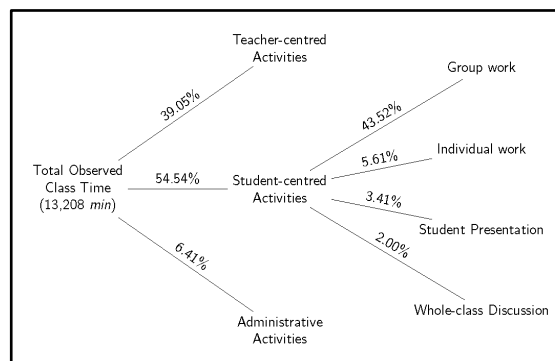 Teacher-centred
Activities
Group work
39.05%
43.52%
Individual work
5.61%
Total Observed
Class Time
(13,208 min)
54.54%
Student-centred
Activities
3.41%
Student Presentation
2.00%
6.41%
Whole-class Discussion
Administrative
Activities